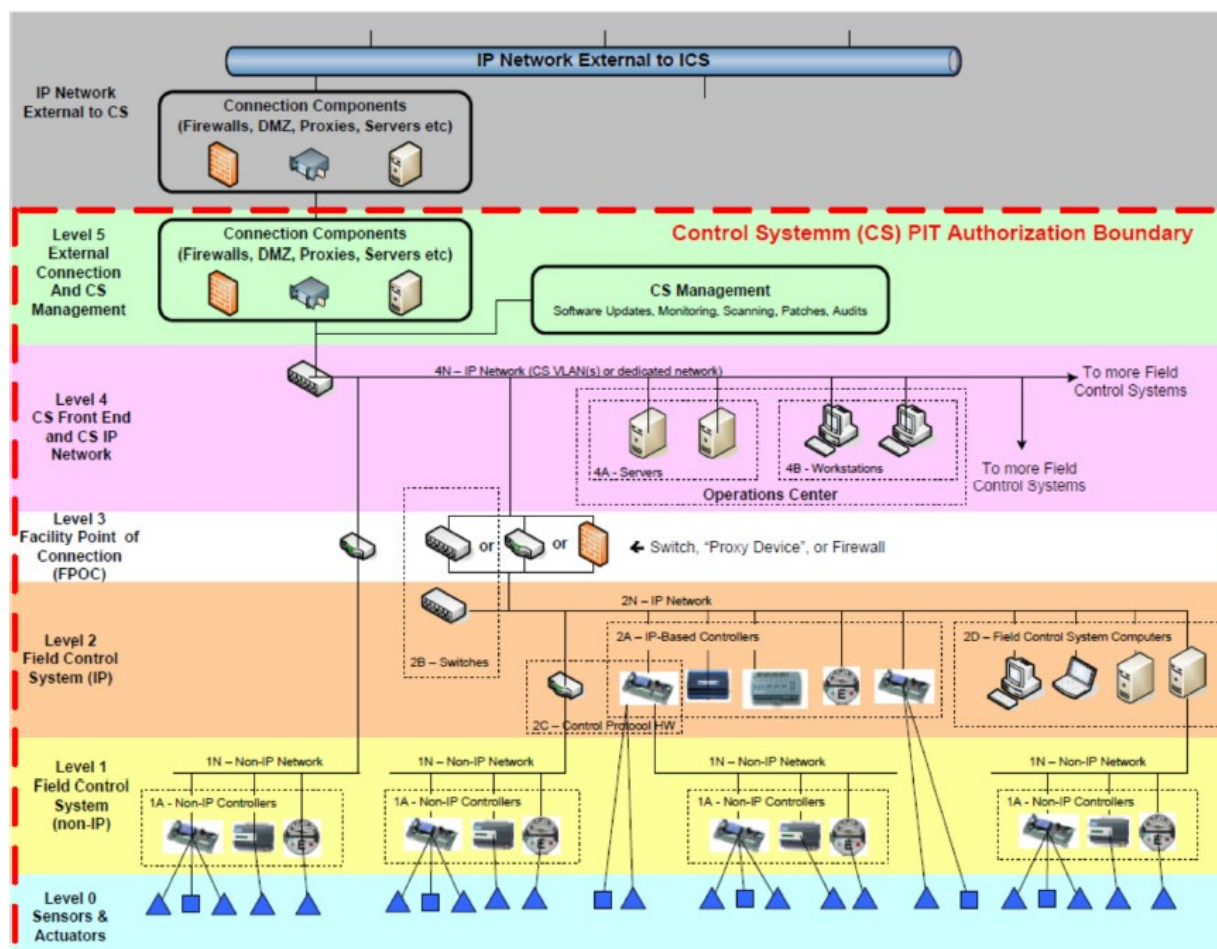 IP Network External to ICS
IP Network
External to CS
Connection Components
(Firewalls, DMZ, Proxies, Servers etc)
Level 5
External
Connection
And CS
Management
Connection Components
(Firewalls, DMZ, Proxies, Servers etc)
Control Systemm (CS) PIT Authorization Boundary
CS Management
Software Updates, Monitoring, Scanning, Patches, Audits
Level 4
CS Front End
and CS IP
Network
4N – IP Network (CS VLAN(s) or dedicated network)
To more Field
Control Systems
4A - Servers
4B - Workstations
Operations Center
To more Field
Control Systems
Level 3
Facility Point of
Connection
(FPOC)
or
or
Switch, "Proxy Device", or Firewall
Level 2
Field Control
System (IP)
2N – IP Network
2B – Switches
2A – IP-Based Controllers
2D – Field Control System Computers
E
2C – Control Protocol HW
Level 1
Field Control
System
(non-IP)
1N – Non-IP Network
1N – Non-IP Network
1N – Non-IP Network
1N – Non-IP Network
1A - Non-IP Controllers
1A - Non-IP Controllers
1A - Non-IP Controllers
1A - Non-IP Controllers
E
E
E
E
Level 0
Sensors &
Actuators